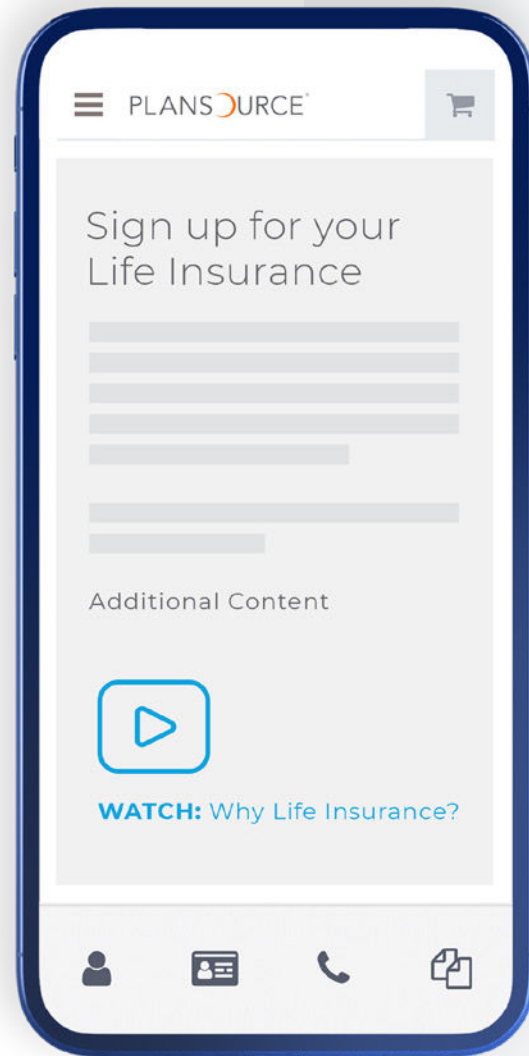 PLANSOURCE
Sign up for your
Life Insurance
Additional Content
WATCH: Why Life Insurance?